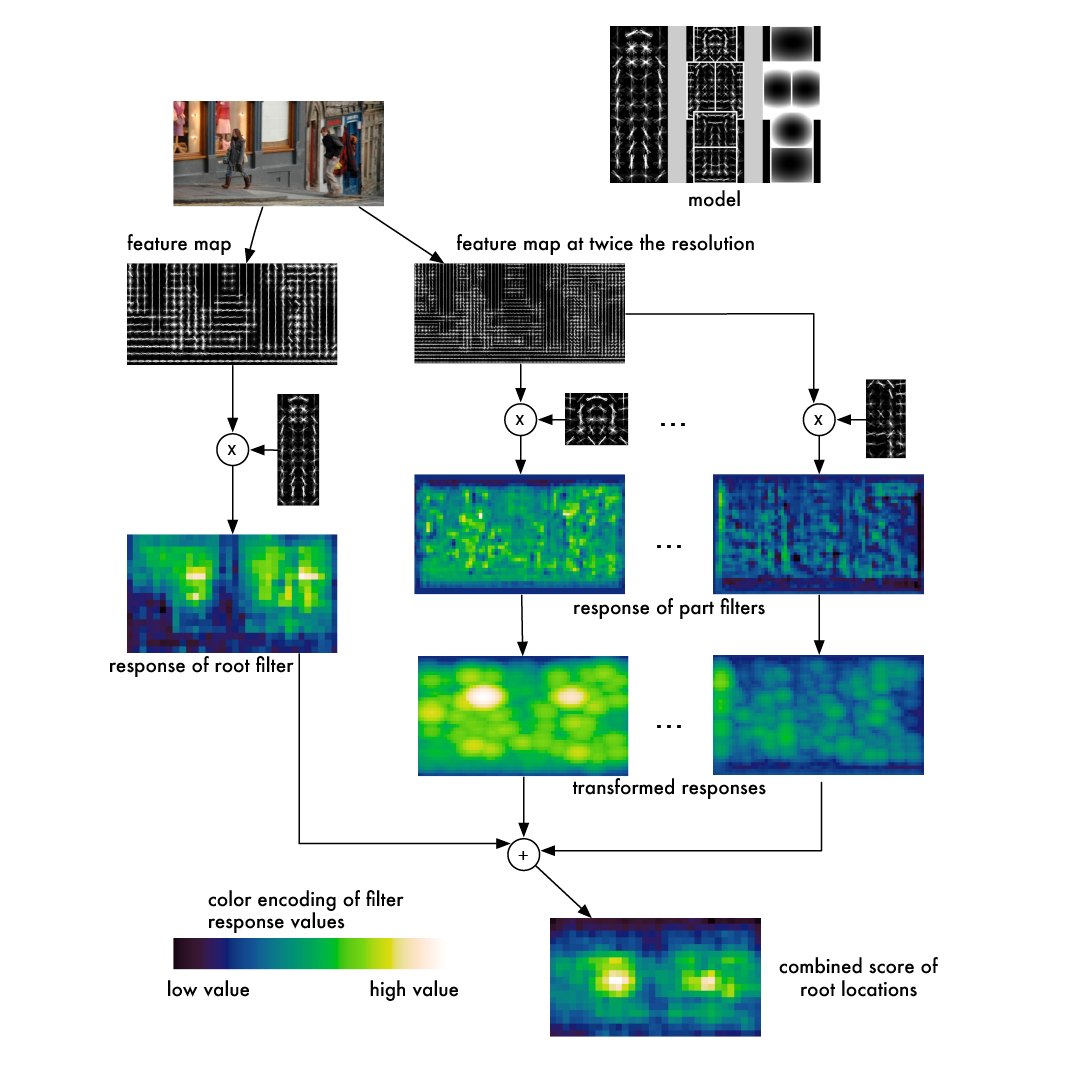 model
feature map
feature map at twice the resolution
x
x
x
...
...
response of part filters
response of root filter
...
transformed responses
+
color encoding of filter
response values
low value
high value
combined score of
root locations